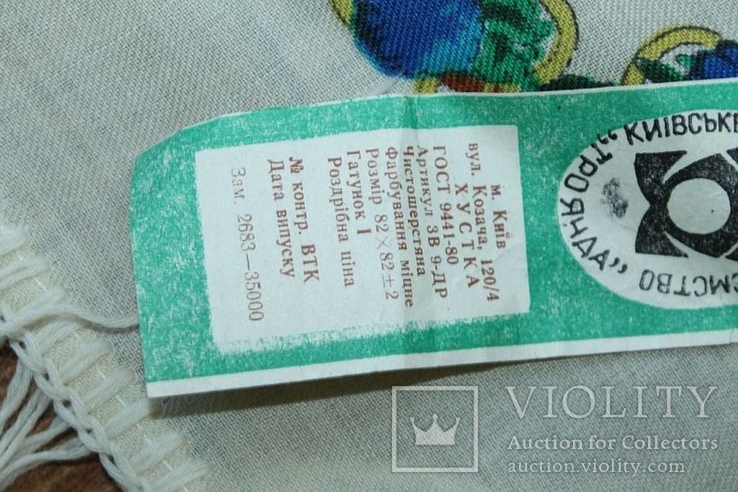 м. Київ
вул. Козача, 120/4
ХУСТКА
ГОСТ 9441-80
Артикул 3В 9-ДР
Чистошерстяна
Фарбування міцне
Розмір 82×82±2
Гатунок І
Роздрібна ціна
№ контр. ВТК
Дата випуску
Зам. 2683—35000
КИЇВСЬКЕ
„ТРОЯНДА"
VIOLITY
Auction for Collectors
auction.violity.com